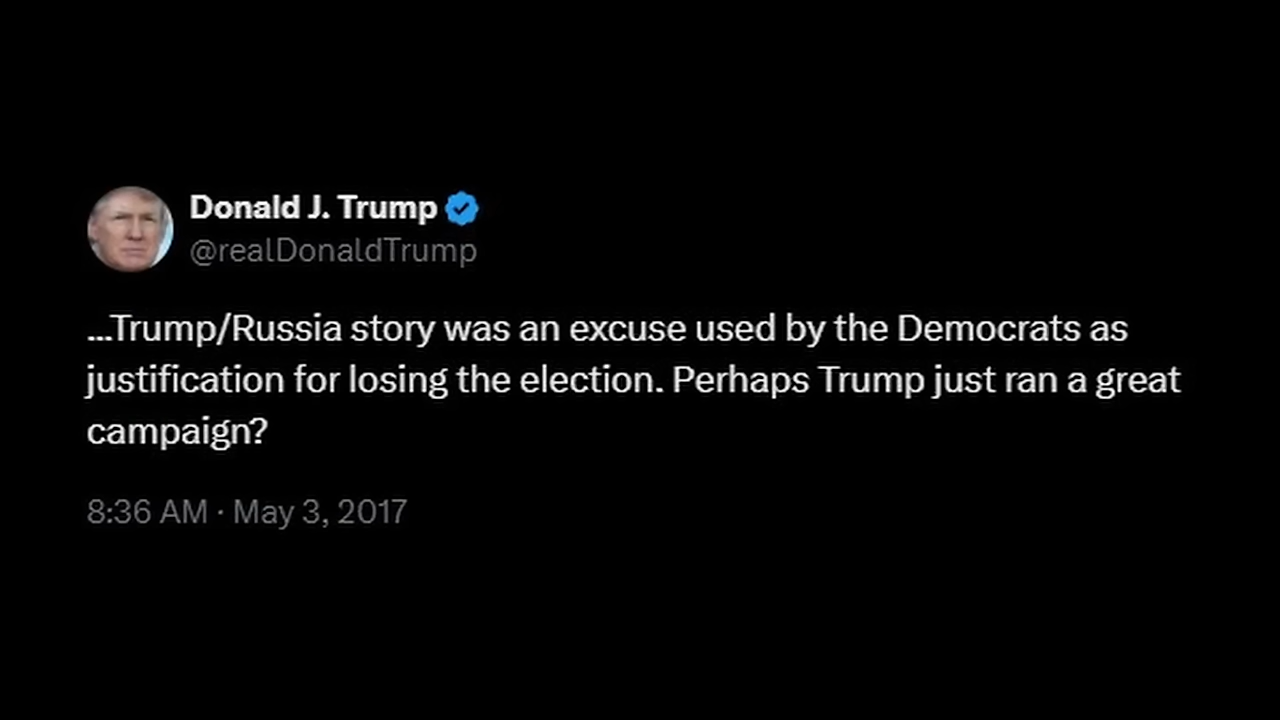 Donald J. Trump
@realDonaldTrump
...Trump/Russia story was an excuse used by the Democrats as
justification for losing the election. Perhaps Trump just ran a great
campaign?
8:36 AM · May 3, 2017